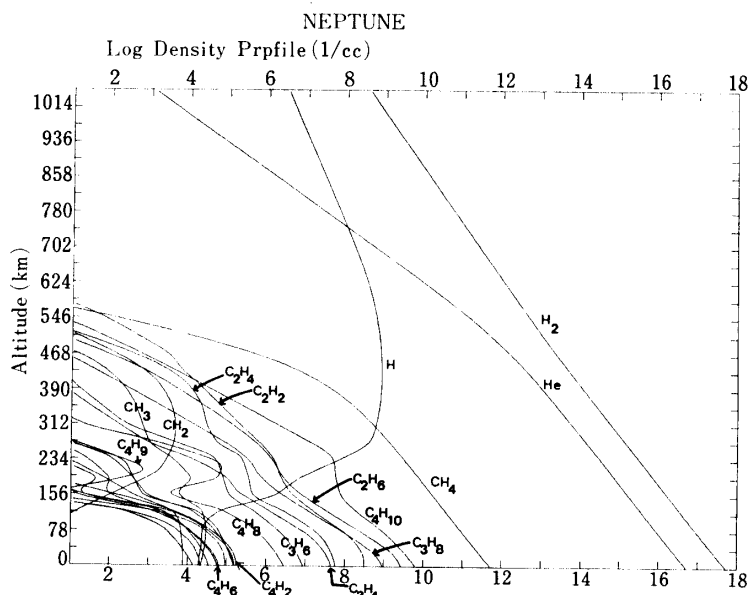 NEPTUNE
Log Density Prpfile (1/cc)
2 4 6 8 10 12 14 16 18
1014
936
858
780
702
624
546
468
390
312
234
156
78
0
Altitude (km)
H₂
He
H
C₂H₄
C₂H₂
CH₃
CH₂
C₄H₉
C₂H₆
CH₄
C₄H₁₀
C₄H₈
C₃H₆
C₃H₈
2 4 6 8 10 12 14 16 18
C₄H₆
C₄H₂